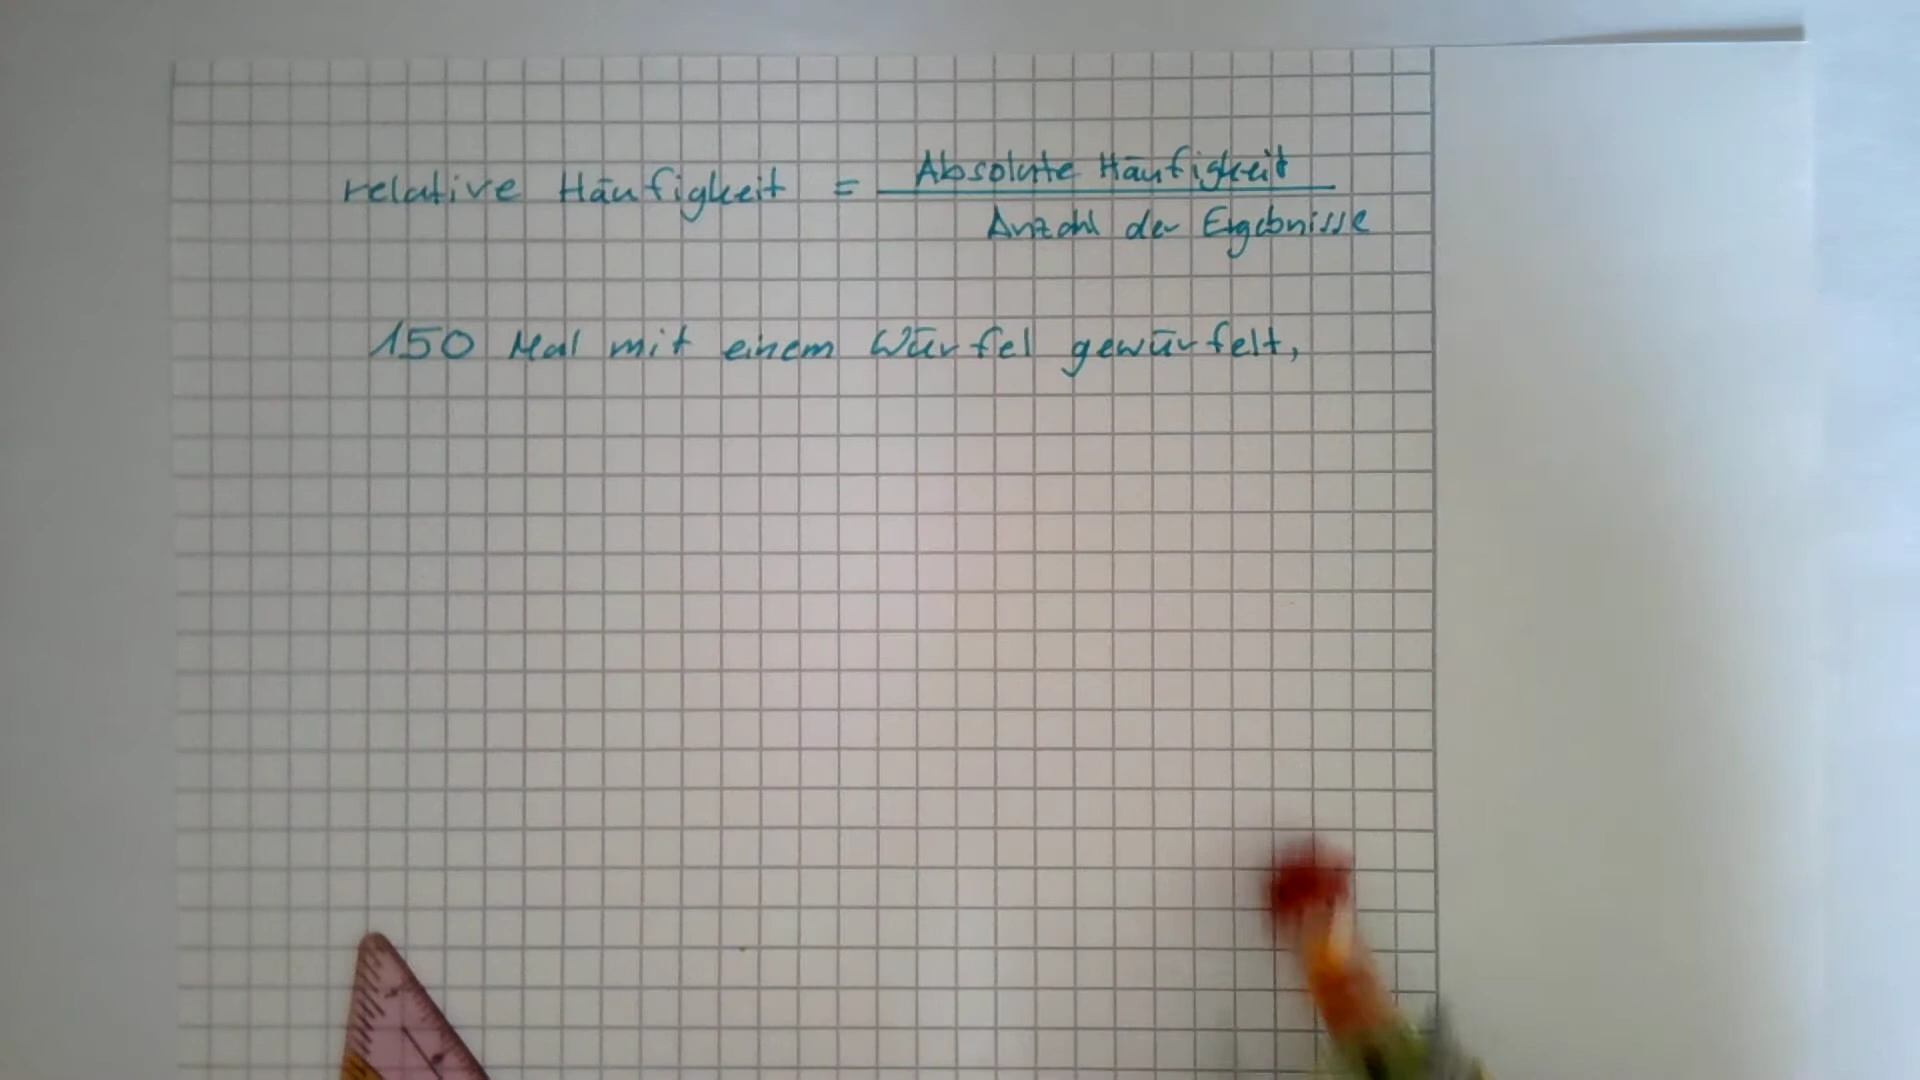 relative Häufigkeit = Absolute Häufigkeit
Anzahl der Ergebnisse
150 Mal mit einem Würfel gewürfelt,